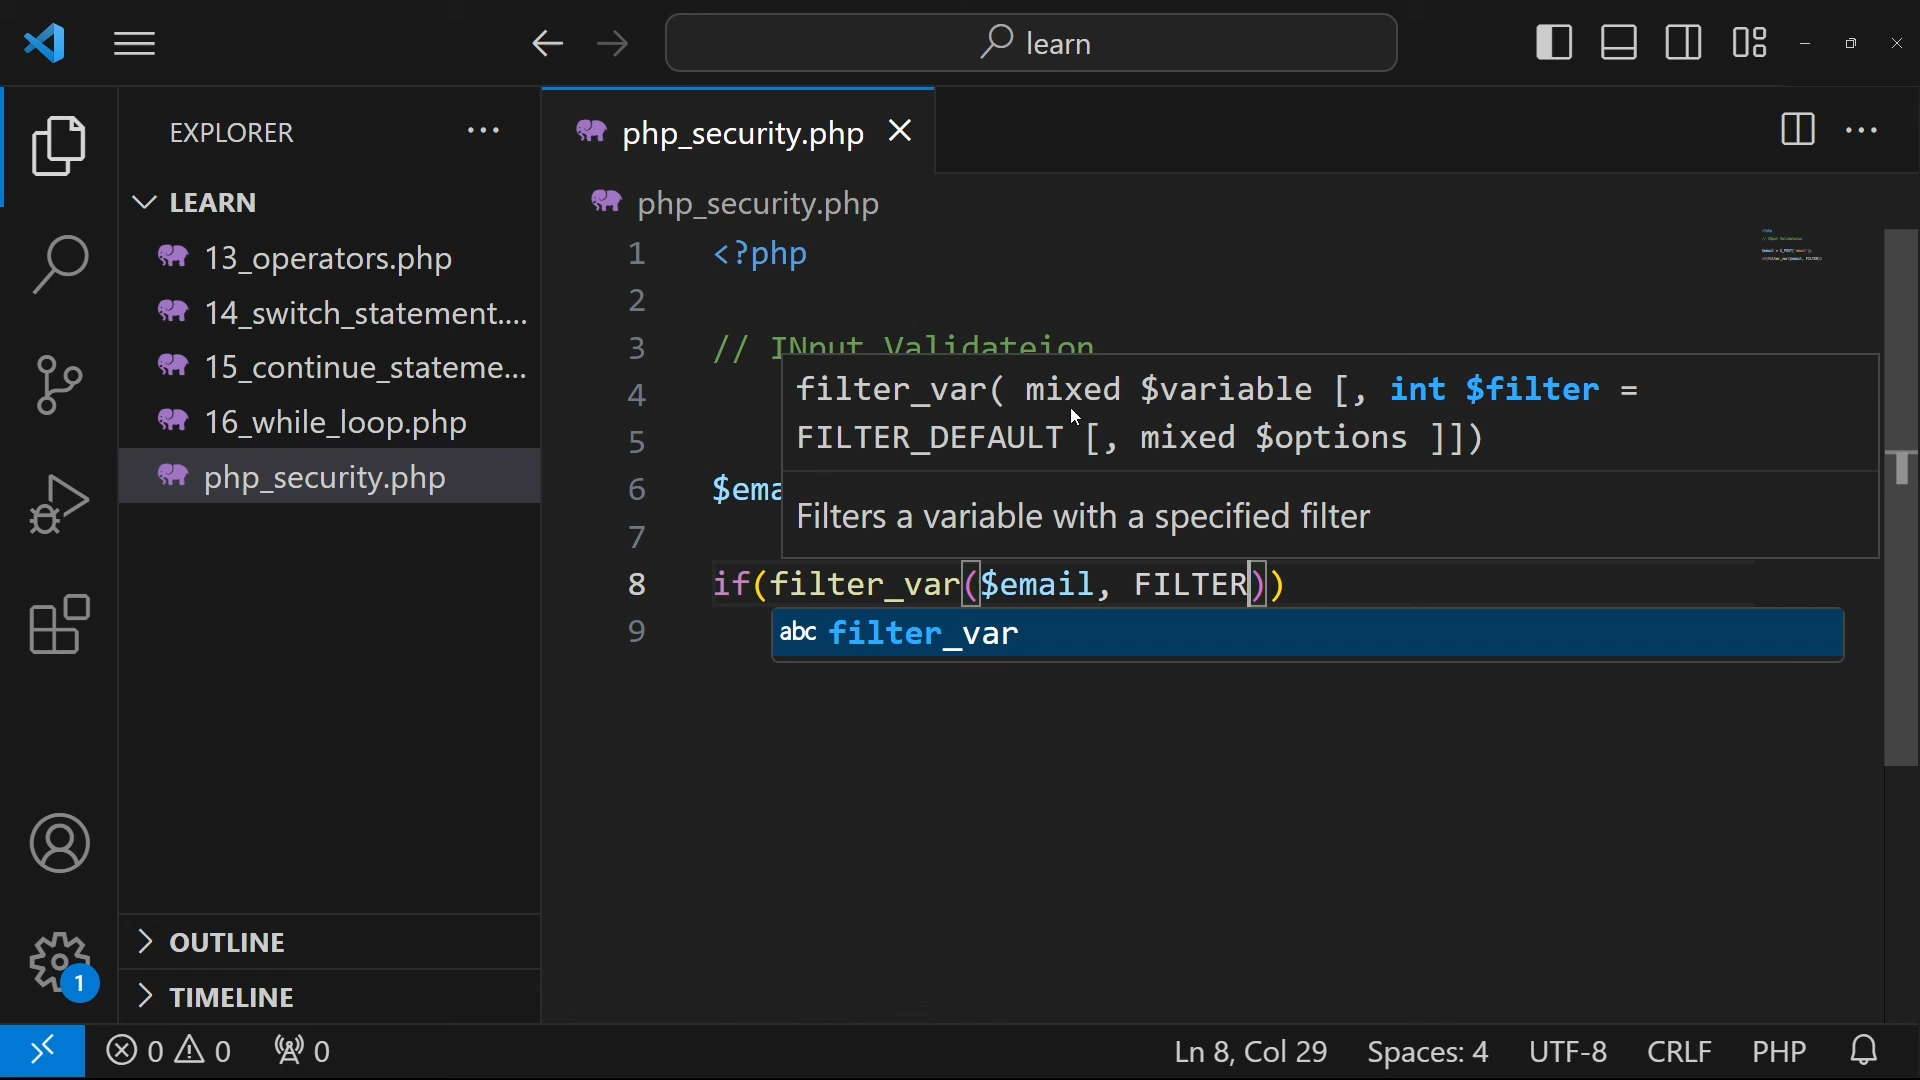 learn
EXPLORER
LEARN
13_operators.php
14_switch_statement....
15_continue_stateme...
16_while_loop.php
php_security.php
OUTLINE
TIMELINE
php_security.php
php_security.php
1 <?php
2
3 // INput Validateion
4
5
6 $ema
7
8 if(filter_var($email, FILTER))
9
filter_var( mixed $variable [, int $filter =
FILTER_DEFAULT [, mixed $options ]])
Filters a variable with a specified filter
abc filter_var
1
0 0 0
Ln 8, Col 29 Spaces: 4 UTF-8 CRLF PHP